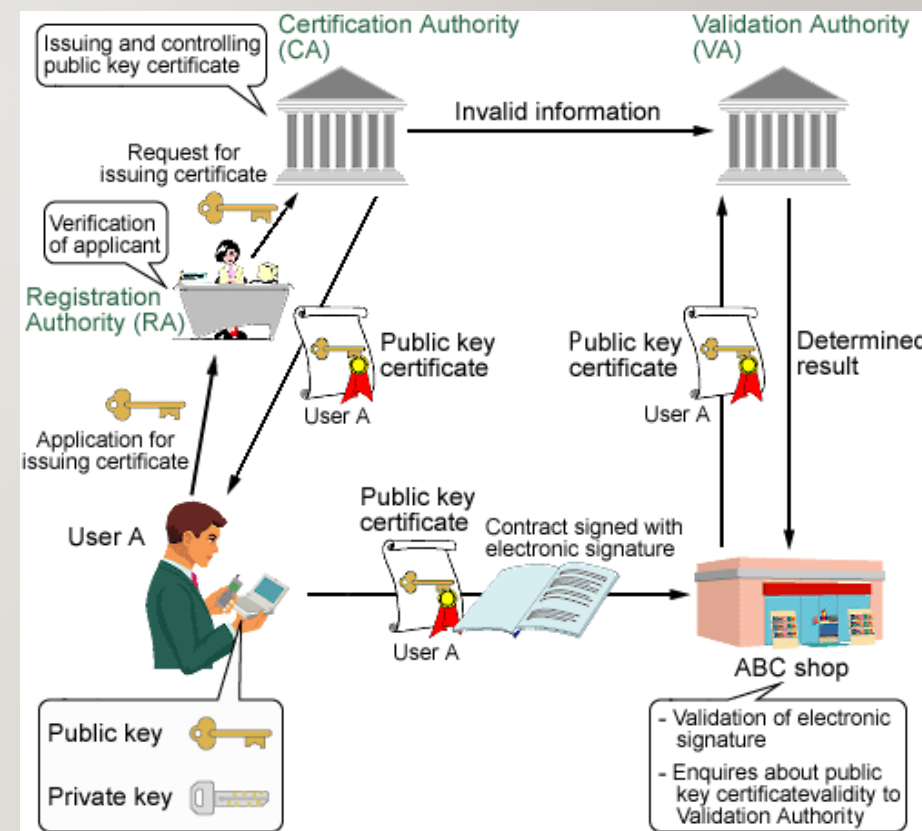 Certification Authority
(CA)
Validation Authority
(VA)
Issuing and controlling
public key certificate
Invalid information
Request for
issuing certificate
Verification
of applicant
Registration
Authority (RA)
Public key
certificate
User A
Public key
certificate
User A
Determined
result
Application for
issuing certificate
User A
Public key
certificate
User A
Contract signed with
electronic signature
ABC shop
Public key
Private key
- Validation of electronic
signature
- Enquires about public
key certificatevalidity to
Validation Authority